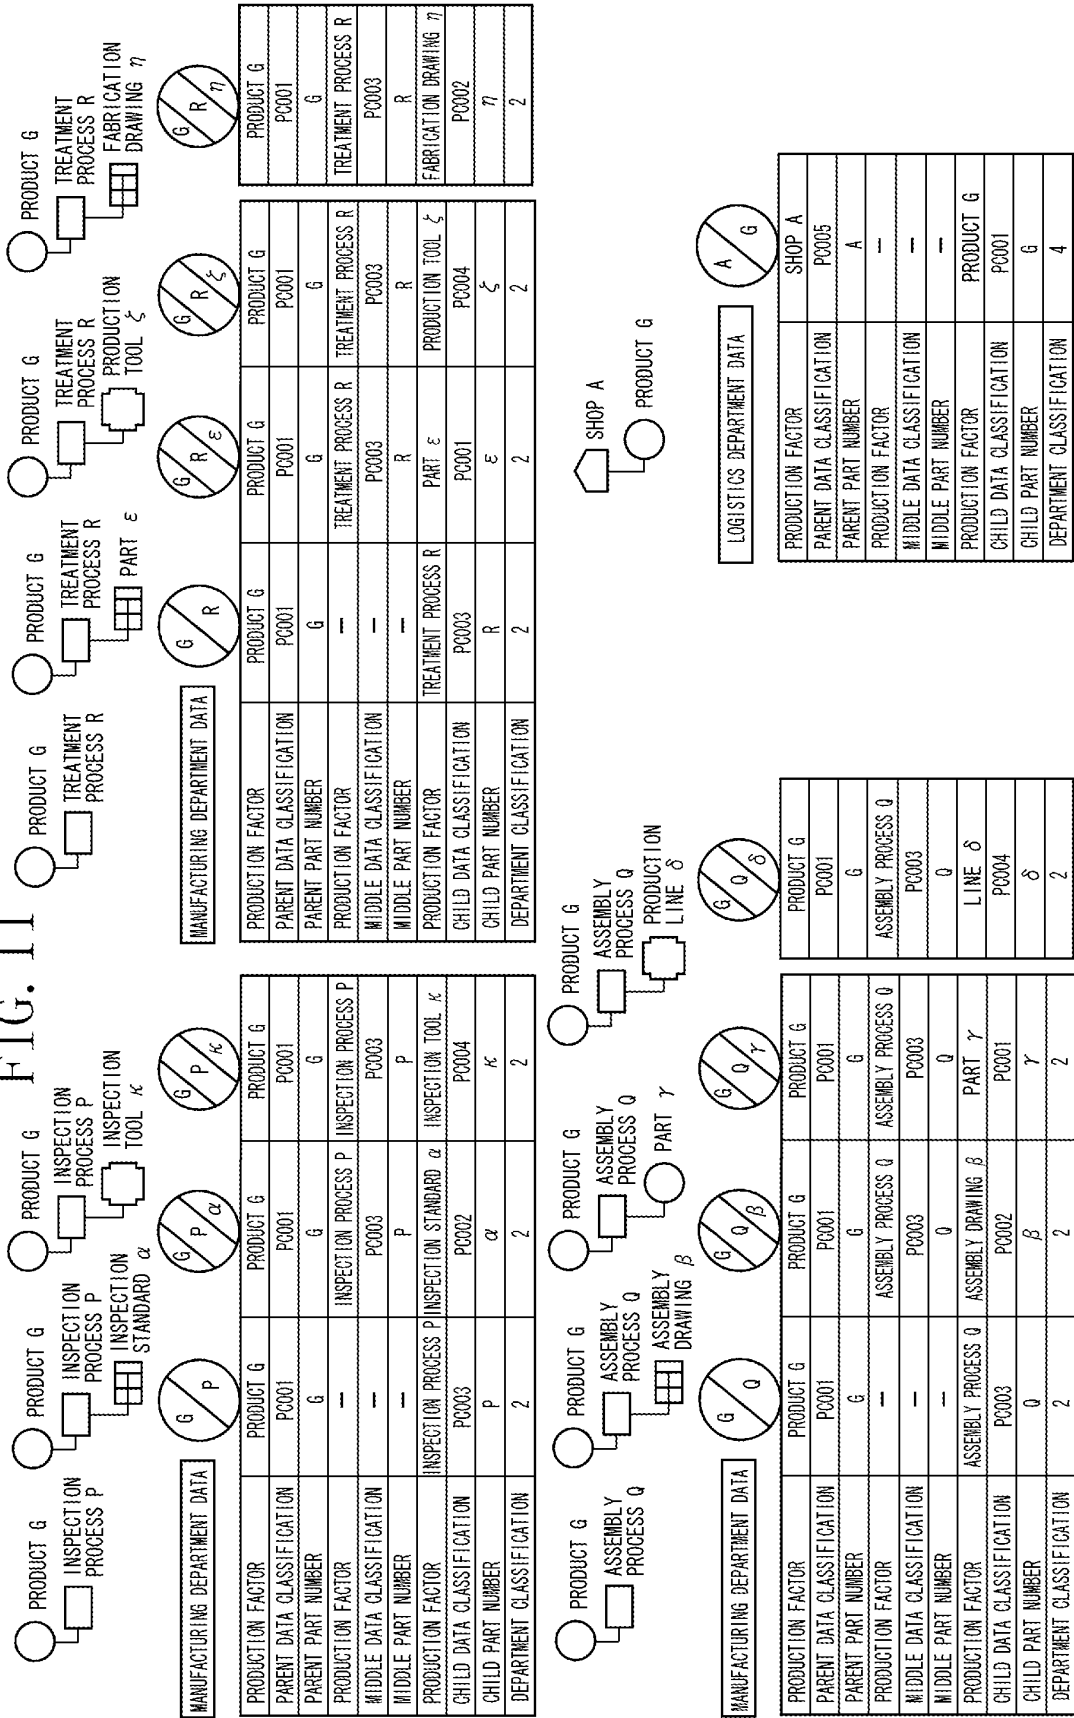 FIG. 11
PRODUCT G
INSPECTION
PROCESS P
PRODUCT G
INSPECTION
PROCESS P
INSPECTION
STANDARD α
PRODUCT G
INSPECTION
PROCESS P
INSPECTION
TOOL κ
MANUFACTURING DEPARTMENT DATA
G P
G P α
G P κ
PRODUCTION FACTOR PRODUCT G PRODUCT G PRODUCT G
PARENT DATA CLASSIFICATION PC001 PC001 PC001
PARENT PART NUMBER G G G
PRODUCTION FACTOR — INSPECTION PROCESS P INSPECTION PROCESS P
MIDDLE DATA CLASSIFICATION — PC003 PC003
MIDDLE PART NUMBER — P P
PRODUCTION FACTOR INSPECTION PROCESS P INSPECTION STANDARD α INSPECTION TOOL κ
CHILD DATA CLASSIFICATION PC003 PC002 PC004
CHILD PART NUMBER P α κ
DEPARTMENT CLASSIFICATION 2 2 2
PRODUCT G
TREATMENT
PROCESS R
PRODUCT G
TREATMENT
PROCESS R
PART ε
PRODUCT G
TREATMENT
PROCESS R
PRODUCTION
TOOL ζ
PRODUCT G
TREATMENT
PROCESS R
FABRICATION
DRAWING η
MANUFACTURING DEPARTMENT DATA
G R
G R ε
G R ζ
G R η
PRODUCTION FACTOR PRODUCT G PRODUCT G PRODUCT G PRODUCT G
PARENT DATA CLASSIFICATION PC001 PC001 PC001 PC001
PARENT PART NUMBER G G G G
PRODUCTION FACTOR — TREATMENT PROCESS R TREATMENT PROCESS R TREATMENT PROCESS R
MIDDLE DATA CLASSIFICATION — PC003 PC003 PC003
MIDDLE PART NUMBER — R R R
PRODUCTION FACTOR TREATMENT PROCESS R PART ε PRODUCTION TOOL ζ FABRICATION DRAWING η
CHILD DATA CLASSIFICATION PC003 PC001 PC004 PC002
CHILD PART NUMBER R ε ζ η
DEPARTMENT CLASSIFICATION 2 2 2 2
PRODUCT G
ASSEMBLY
PROCESS Q
PRODUCT G
ASSEMBLY
PROCESS Q
ASSEMBLY
DRAWING β
PRODUCT G
ASSEMBLY
PROCESS Q
PART γ
PRODUCT G
ASSEMBLY
PROCESS Q
PRODUCTION
LINE δ
MANUFACTURING DEPARTMENT DATA
G Q
G Q β
G Q γ
G Q δ
PRODUCTION FACTOR PRODUCT G PRODUCT G PRODUCT G PRODUCT G
PARENT DATA CLASSIFICATION PC001 PC001 PC001 PC001
PARENT PART NUMBER G G G G
PRODUCTION FACTOR — ASSEMBLY PROCESS Q ASSEMBLY PROCESS Q ASSEMBLY PROCESS Q
MIDDLE DATA CLASSIFICATION — PC003 PC003 PC003
MIDDLE PART NUMBER — Q Q Q
PRODUCTION FACTOR ASSEMBLY PROCESS Q ASSEMBLY DRAWING β PART γ LINE δ
CHILD DATA CLASSIFICATION PC003 PC002 PC001 PC004
CHILD PART NUMBER Q β γ δ
DEPARTMENT CLASSIFICATION 2 2 2 2
SHOP A
PRODUCT G
LOGISTICS DEPARTMENT DATA
A G
PRODUCTION FACTOR SHOP A
PARENT DATA CLASSIFICATION PC005
PARENT PART NUMBER A
PRODUCTION FACTOR —
MIDDLE DATA CLASSIFICATION —
MIDDLE PART NUMBER —
PRODUCTION FACTOR PRODUCT G
CHILD DATA CLASSIFICATION PC001
CHILD PART NUMBER G
DEPARTMENT CLASSIFICATION 4